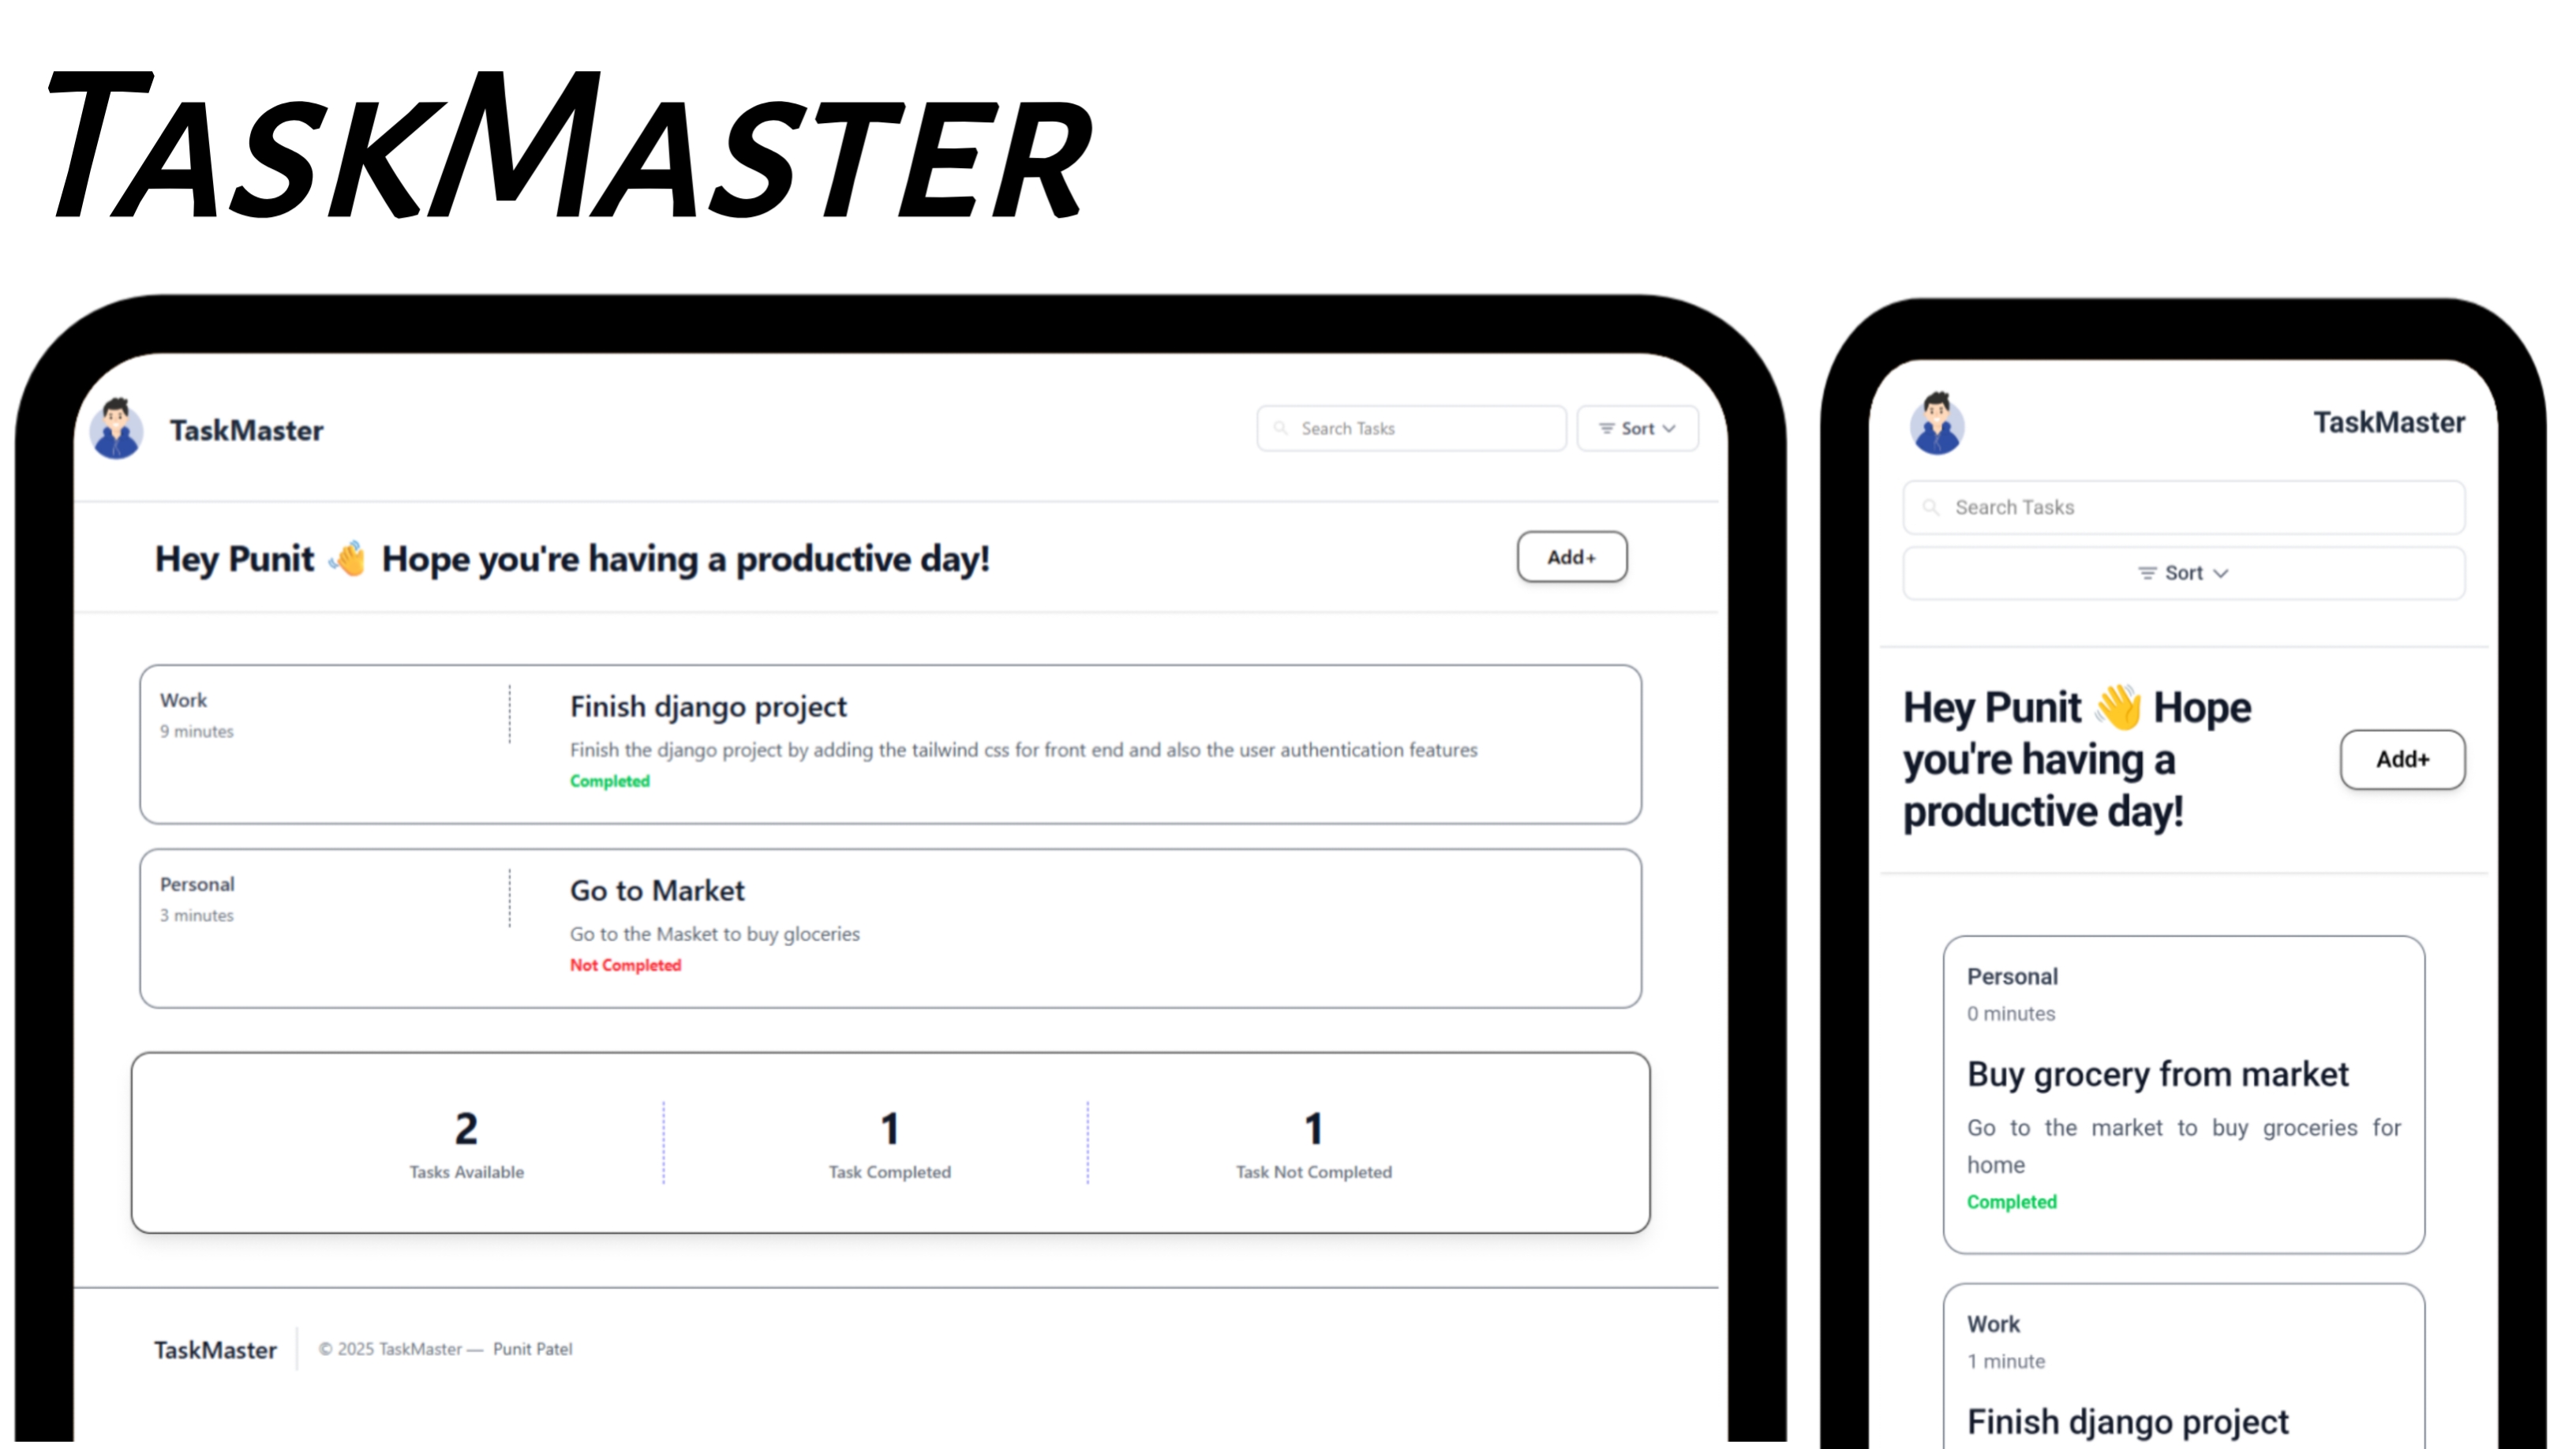 TASKMASTER
TaskMaster
Search Tasks
Sort
Hey Punit 👋 Hope you're having a productive day!
Add+
Work
9 minutes
Finish django project
Finish the django project by adding the tailwind css for front end and also the user authentication features
Completed
Personal
3 minutes
Go to Market
Go to the Masket to buy gloceries
Not Completed
2
Tasks Available
1
Task Completed
1
Task Not Completed
TaskMaster
© 2025 TaskMaster — Punit Patel
TaskMaster
Search Tasks
Sort
Hey Punit 👋 Hope
you're having a
productive day!
Add+
Personal
0 minutes
Buy grocery from market
Go to the market to buy groceries for
home
Completed
Work
1 minute
Finish django project